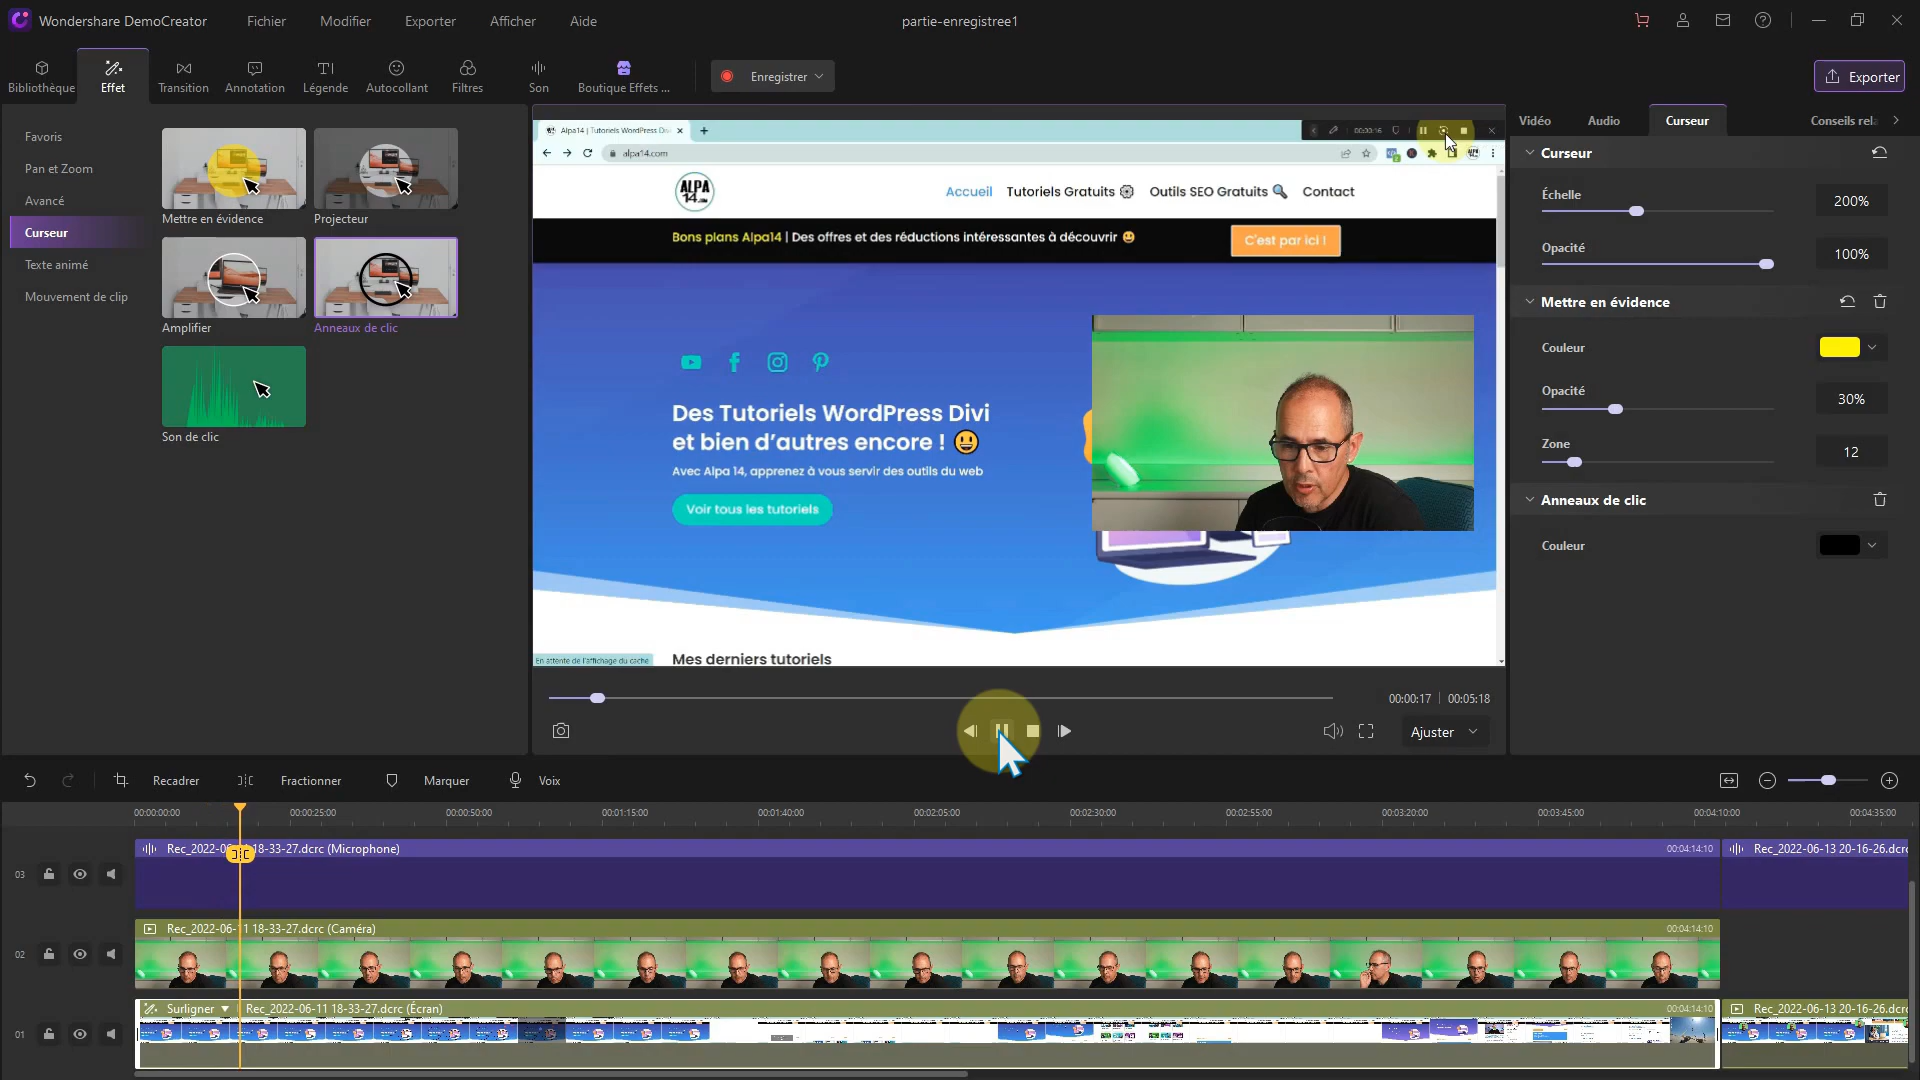 Wondershare DemoCreator
Fichier
Modifier
Exporter
Afficher
Aide
partie-enregistree1
Bibliothèque
Effet
Transition
Annotation
Légende
Autocollant
Filtres
Son
Boutique Effets ...
Enregistrer
Exporter
Favoris
Pan et Zoom
Avancé
Curseur
Texte animé
Mouvement de clip
Mettre en évidence
Projecteur
Amplifier
Anneaux de clic
Son de clic
Alpa14 | Tutoriels WordPress Div
00:00:16
alpa14.com
ALPA
14.COM
Accueil
Tutoriels Gratuits
Outils SEO Gratuits
Contact
Bons plans Alpa14 | Des offres et des réductions intéressantes à découvrir
C'est par ici !
Des Tutoriels WordPress Divi
et bien d'autres encore !
Avec Alpa 14, apprenez à vous servir des outils du web
Voir tous les tutoriels
En attente de l'affichage du cache
Mes derniers tutoriels
00:00:17 | 00:05:18
Ajuster
Vidéo
Audio
Curseur
Conseils rela
Curseur
Échelle
200%
Opacité
100%
Mettre en évidence
Couleur
Opacité
30%
Zone
12
Anneaux de clic
Couleur
Recadrer
Fractionner
Marquer
Voix
00:00:00:00
00:00:25:00
00:00:50:00
00:01:15:00
00:01:40:00
00:02:05:00
00:02:30:00
00:02:55:00
00:03:20:00
00:03:45:00
00:04:10:00
00:04:35:00
03
Rec_2022-0 18-33-27.dcrc (Microphone)
00:04:14:10
Rec_2022-06-13 20-16-26.dcrc
02
Rec_2022-06-11 18-33-27.dcrc (Caméra)
00:04:14:10
01
Surligner
Rec_2022-06-11 18-33-27.dcrc (Écran)
00:04:14:10
Rec_2022-06-13 20-16-26.dcrc